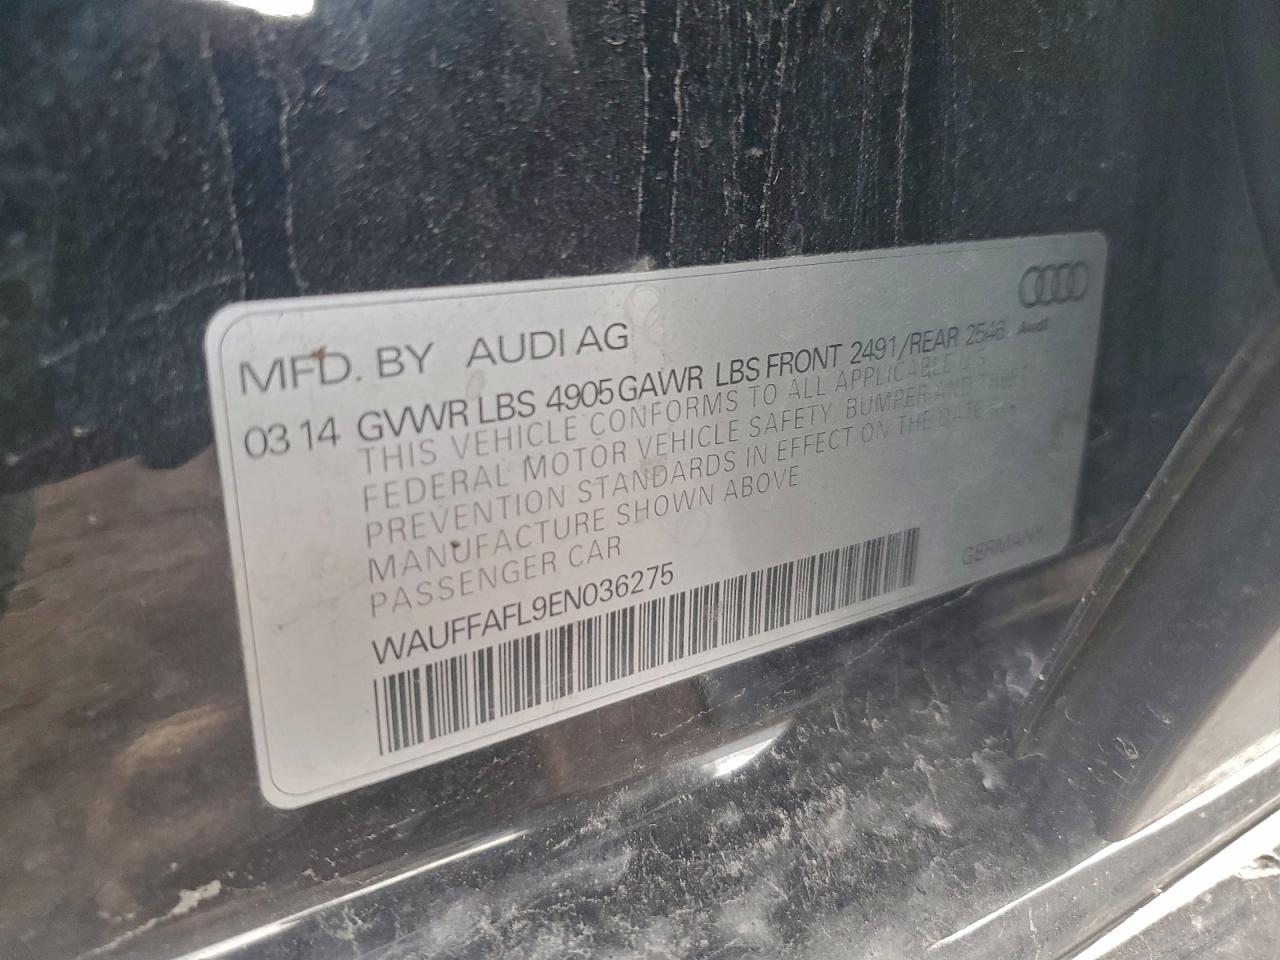 MFD. BY AUDI AG
03 14 GVWR LBS 4905 GAWR LBS FRONT 2491/REAR 2546
Audi
THIS VEHICLE CONFORMS TO ALL APPLICABLE U.S.
FEDERAL MOTOR VEHICLE SAFETY, BUMPER AND THEFT
PREVENTION STANDARDS IN EFFECT ON THE DATE OF
MANUFACTURE SHOWN ABOVE
PASSENGER CAR
WAUFFAFL9EN036275
GERMANY